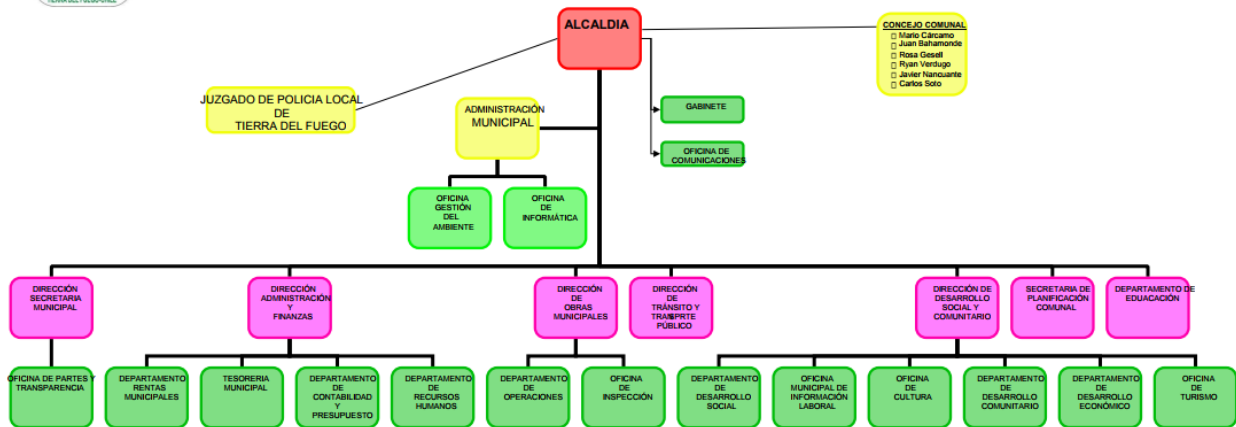 TIERRA DEL FUEGO-CHILE
ALCALDIA
CONCEJO COMUNAL
Mario Cárcamo
Juan Bahamonde
Rosa Gesell
Ryan Verdugo
Javier Nancuante
Carlos Soto
JUZGADO DE POLICIA LOCAL
DE
TIERRA DEL FUEGO
ADMINISTRACIÓN
MUNICIPAL
GABINETE
OFICINA DE
COMUNICACIONES
OFICINA
GESTIÓN
DEL
AMBIENTE
OFICINA
DE
INFORMÁTICA
DIRECCIÓN
SECRETARIA
MUNICIPAL
DIRECCIÓN
ADMINISTRACIÓN
Y
FINANZAS
DIRECCIÓN
DE
OBRAS
MUNICIPALES
DIRECCIÓN
DE
TRÁNSITO Y
TRANSPRTE
PÚBLICO
DIRECCIÓN DE
DESARROLLO
SOCIAL Y
COMUNITARIO
SECRETARIA DE
PLANIFICACIÓN
COMUNAL
DEPARTAMENTO DE
EDUACACIÓN
OFICINA DE PARTES Y
TRANSPARENCIA
DEPARTAMENTO
RENTAS
MUNICIPALES
TESORERIA
MUNICIPAL
DEPARTAMENTO
DE
CONTABILIDAD
Y
PRESUPUESTO
DEPARTAMENTO
DE
RECURSOS
HUMANOS
DEPARTAMENTO
DE
OPERACIONES
OFICINA
DE
INSPECCIÓN
DEPARTAMENTO
DE
DESARROLLO
SOCIAL
OFICINA
MUNICIPAL DE
INFORMACIÓN
LABORAL
OFICINA
DE
CULTURA
DEPARTAMENTO
DE
DESARROLLO
COMUNITARIO
DEPARTAMENTO
DE
DESARROLLO
ECONÓMICO
OFICINA
DE
TURISMO